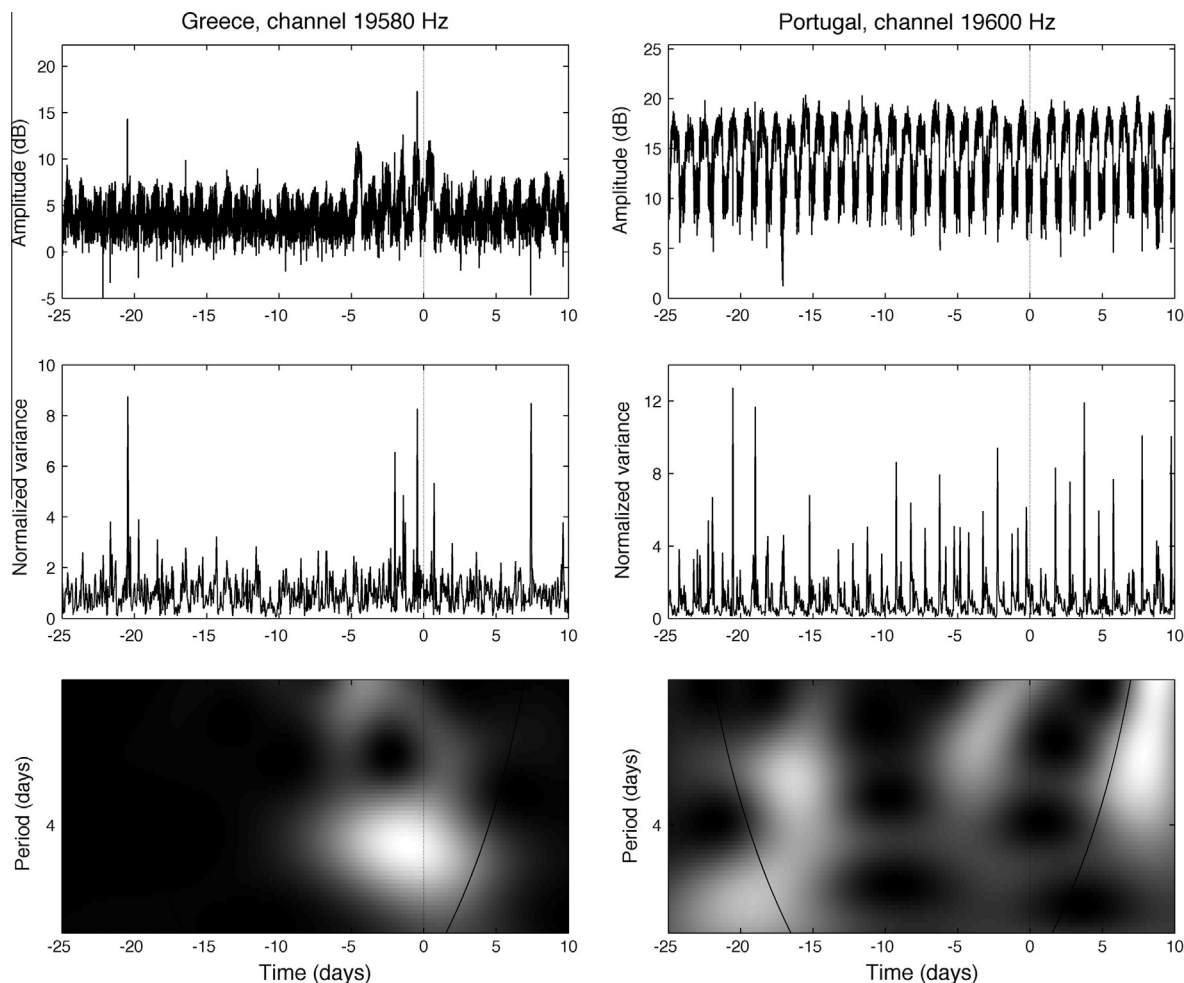 Greece, channel 19580 Hz
Portugal, channel 19600 Hz
Amplitude (dB)
20
15
10
5
0
-5
-25 -20 -15 -10 -5 0 5 10
Amplitude (dB)
25
20
15
10
5
0
-25 -20 -15 -10 -5 0 5 10
Normalized variance
10
8
6
4
2
0
-25 -20 -15 -10 -5 0 5 10
Normalized variance
12
8
4
0
-25 -20 -15 -10 -5 0 5 10
Period (days)
4
-25 -20 -15 -10 -5 0 5 10
Time (days)
Period (days)
4
-25 -20 -15 -10 -5 0 5 10
Time (days)